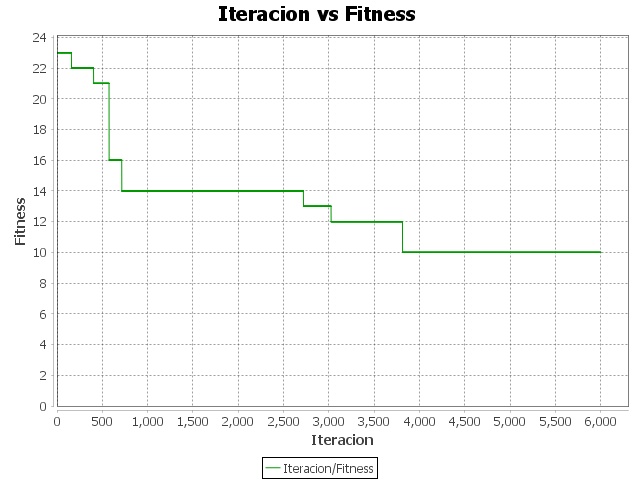 Iteracion vs Fitness
24
22
20
18
16
14
12
10
8
6
4
2
0
Fitness
0 500 1,000 1,500 2,000 2,500 3,000 3,500 4,000 4,500 5,000 5,500 6,000
Iteracion
Iteracion/Fitness